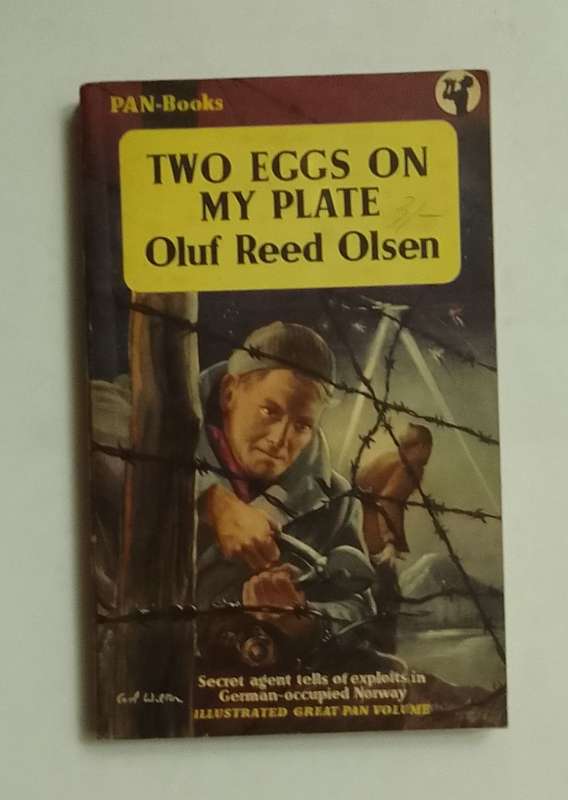 PAN-Books
TWO EGGS ON
MY PLATE
3/-
Oluf Reed Olsen
Secret agent tells of exploits in
German-occupied Norway
ILLUSTRATED GREAT PAN VOLUME